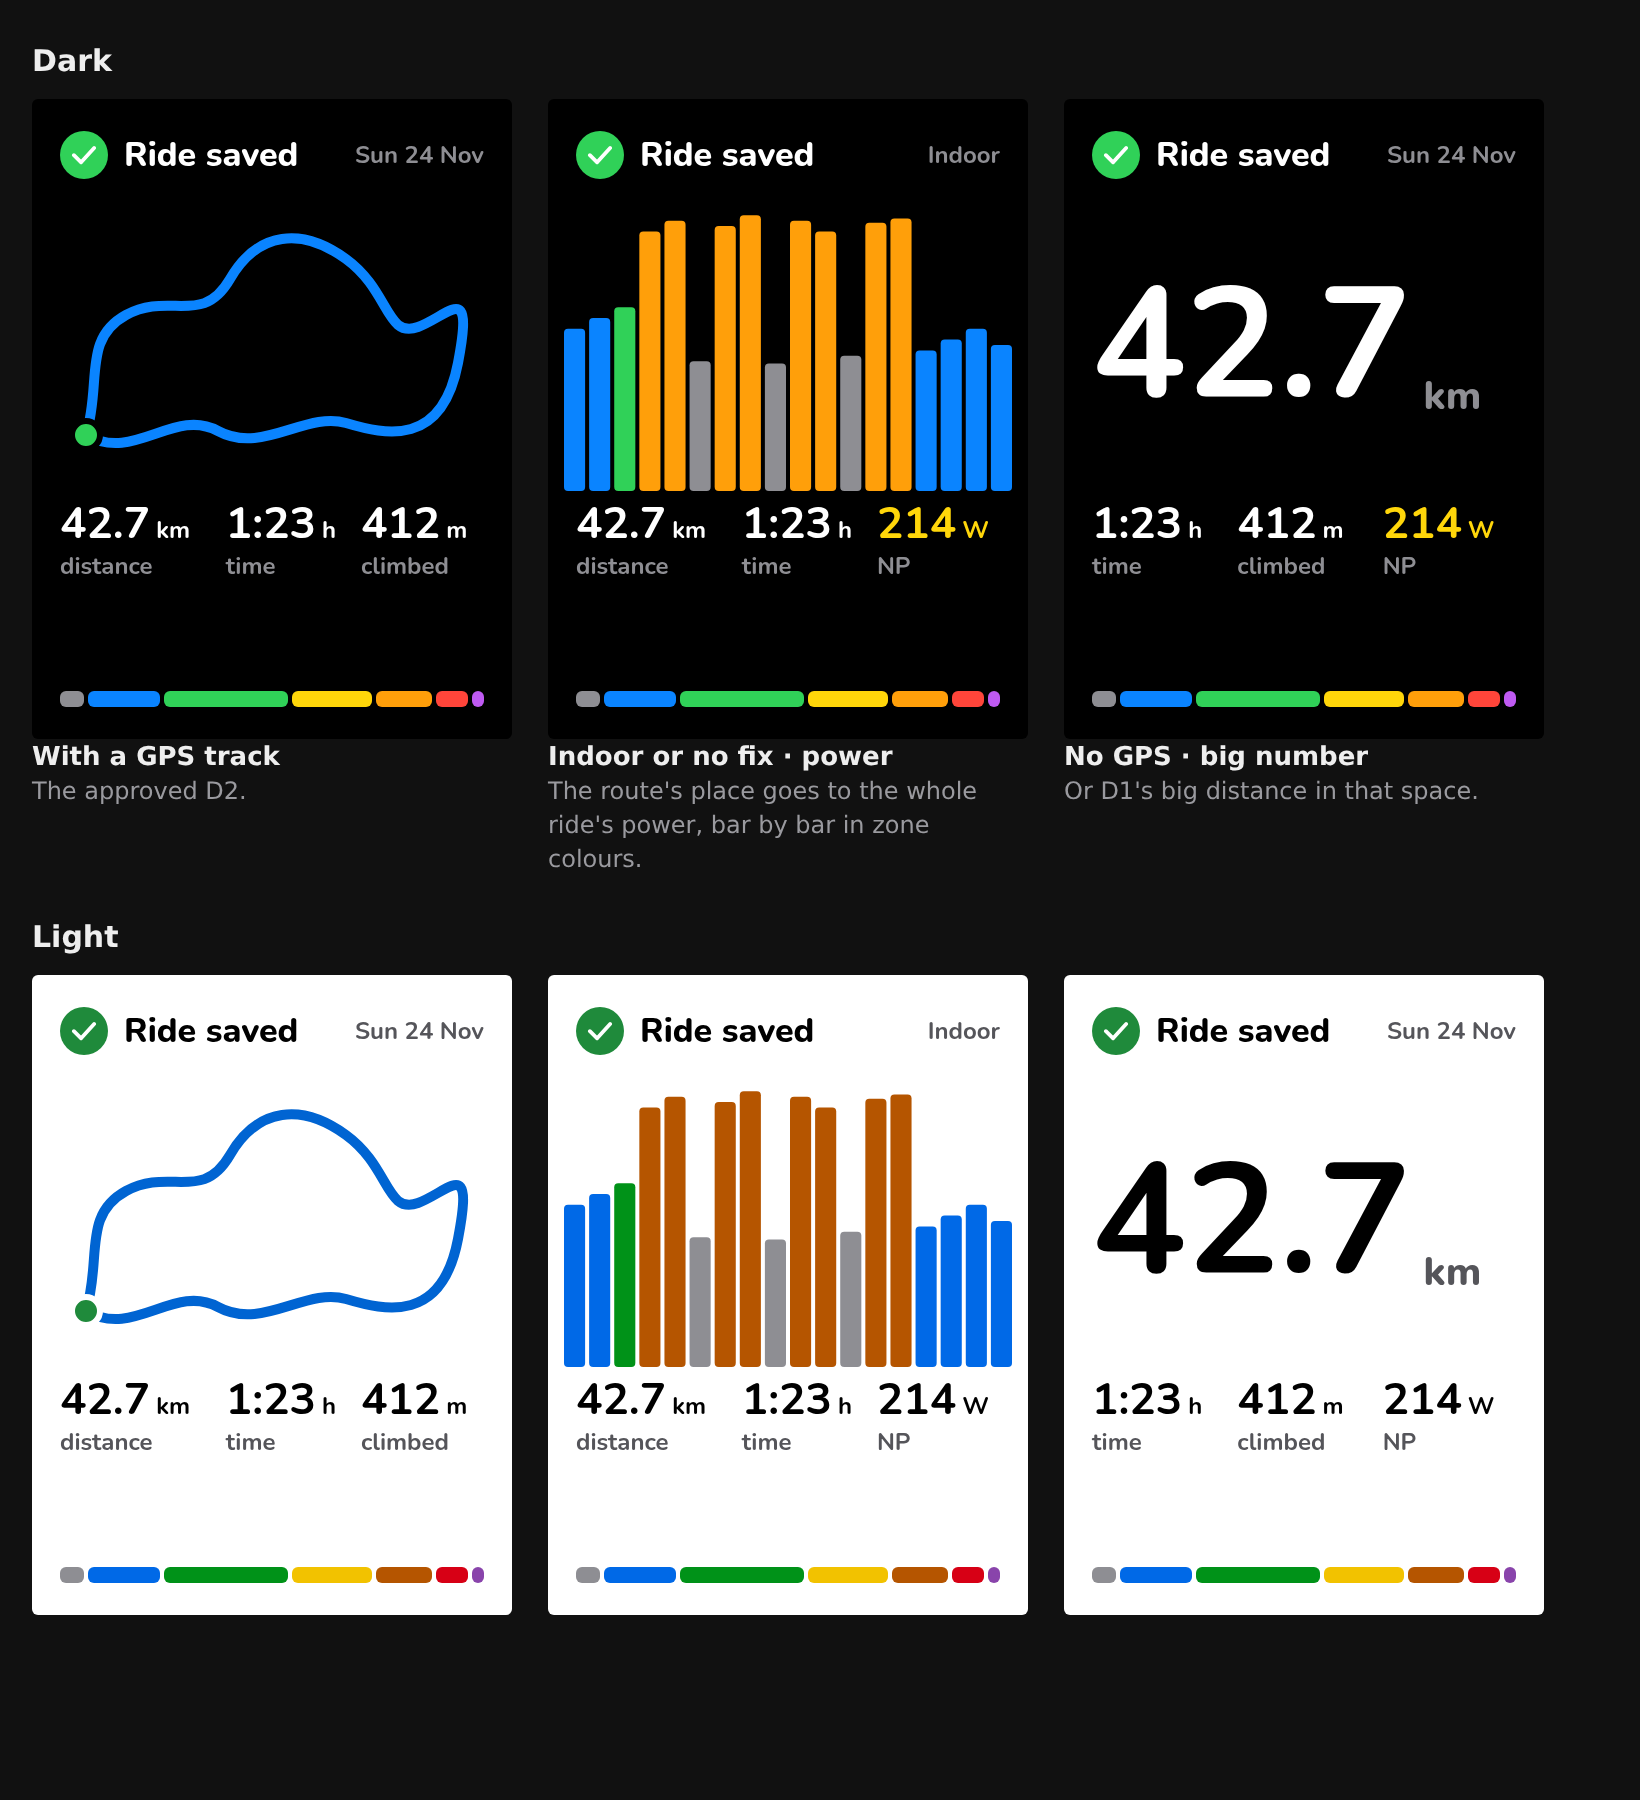 Dark
Ride saved Sun 24 Nov
42.7 km 1:23 h 412 m
distance time climbed
With a GPS track
The approved D2.
Ride saved Indoor
42.7 km 1:23 h 214 W
distance time NP
Indoor or no fix · power
The route's place goes to the whole
ride's power, bar by bar in zone
colours.
Ride saved Sun 24 Nov
42.7 km
1:23 h 412 m 214 W
time climbed NP
No GPS · big number
Or D1's big distance in that space.
Light
Ride saved Sun 24 Nov
42.7 km 1:23 h 412 m
distance time climbed
Ride saved Indoor
42.7 km 1:23 h 214 W
distance time NP
Ride saved Sun 24 Nov
42.7 km
1:23 h 412 m 214 W
time climbed NP